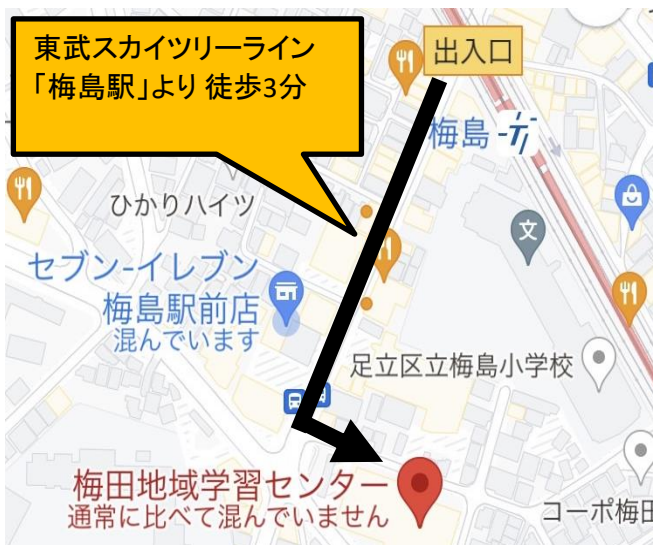 東武スカイツリーライン
「梅島駅」より 徒歩3分
出入口
梅島
ひかりハイツ
セブン-イレブン
梅島駅前店
混んでいます
文
足立区立梅島小学校
梅田地域学習センター
通常に比べて混んでいません
コーポ梅田